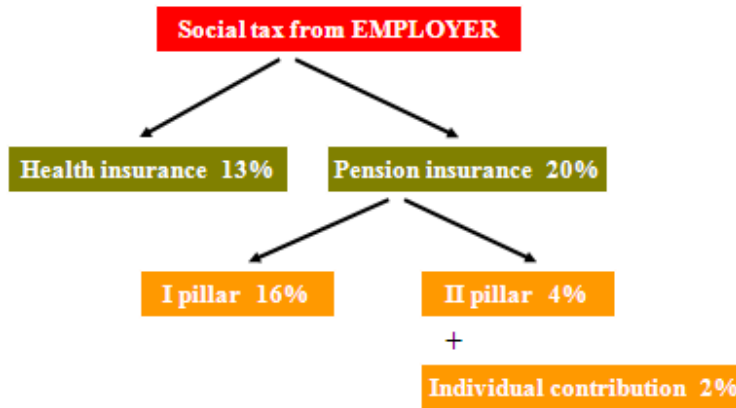 Social tax from EMPLOYER
Health insurance 13%
Pension insurance 20%
I pillar 16%
II pillar 4%
+
Individual contribution 2%